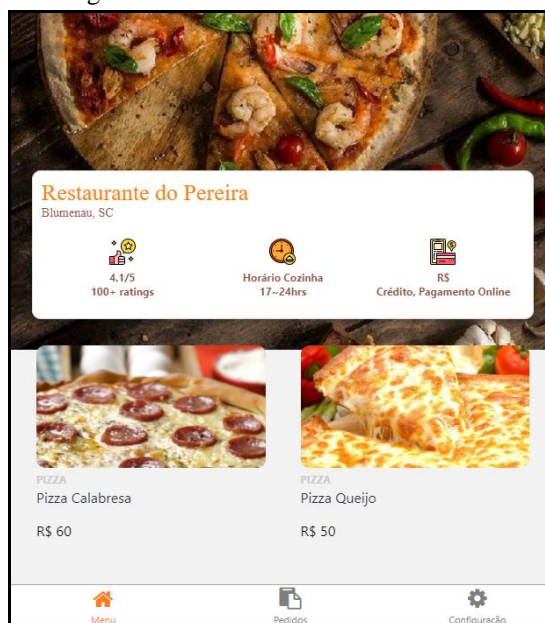 Restaurante do Pereira
Blumenau, SC
4.1/5
100+ ratings
Horário Cozinha
17~24hrs
R$
Crédito, Pagamento Online
PIZZA
Pizza Calabresa
R$ 60
PIZZA
Pizza Queijo
R$ 50
Menu
Pedidos
Configuração